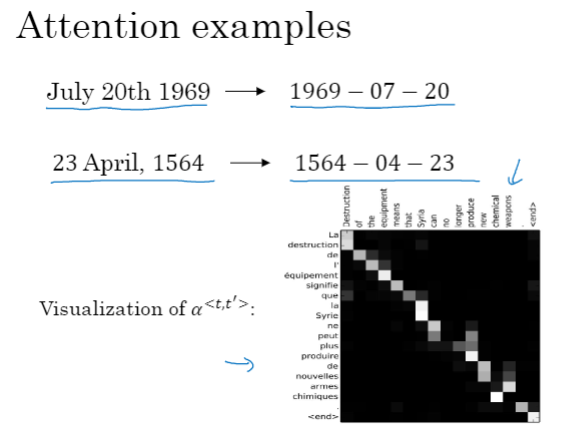 Attention examples
July 20th 1969 → 1969 – 07 – 20
23 April, 1564 → 1564 – 04 – 23
Visualization of α<t,t′>:
Destruction
of
the
equipment
means
that
Syria
can
no
longer
produce
new
chemical
weapons
.
<end>
La
destruction
de
l'
équipement
signifie
que
la
Syrie
ne
peut
plus
produire
de
nouvelles
armes
chimiques
.
<end>